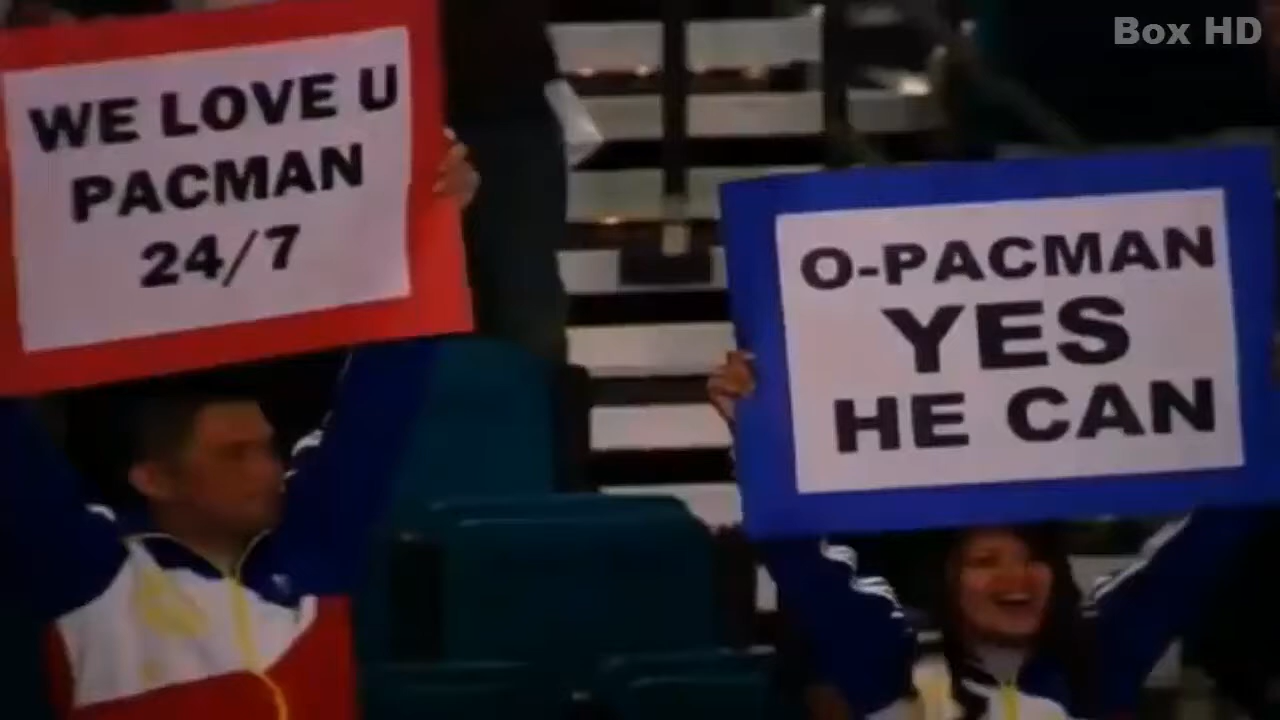 Box HD
WE LOVE U
PACMAN
24/7
O-PACMAN
YES
HE CAN